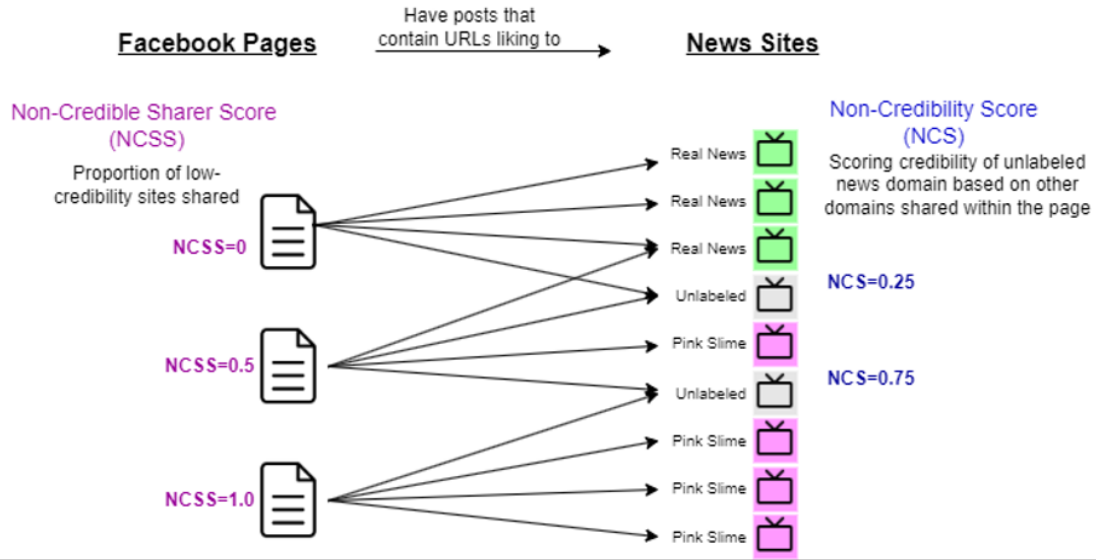 Have posts that
contain URLs liking to
Facebook Pages
News Sites
Non-Credible Sharer Score
(NCSS)
Proportion of low-
credibility sites shared
Non-Credibility Score
(NCS)
Scoring credibility of unlabeled
news domain based on other
domains shared within the page
Real News
Real News
NCSS=0
Real News
NCS=0.25
Unlabeled
Pink Slime
NCSS=0.5
NCS=0.75
Unlabeled
Pink Slime
NCSS=1.0
Pink Slime
Pink Slime